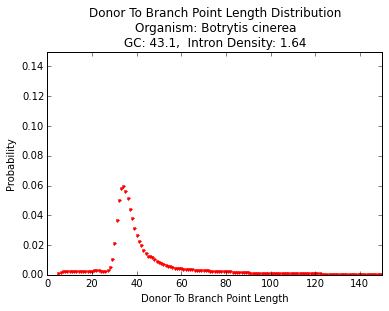 Donor To Branch Point Length Distribution
Organism: Botrytis cinerea
GC: 43.1,  Intron Density: 1.64
Probability
0.14
0.12
0.10
0.08
0.06
0.04
0.02
0.00
0 20 40 60 80 100 120 140
Donor To Branch Point Length